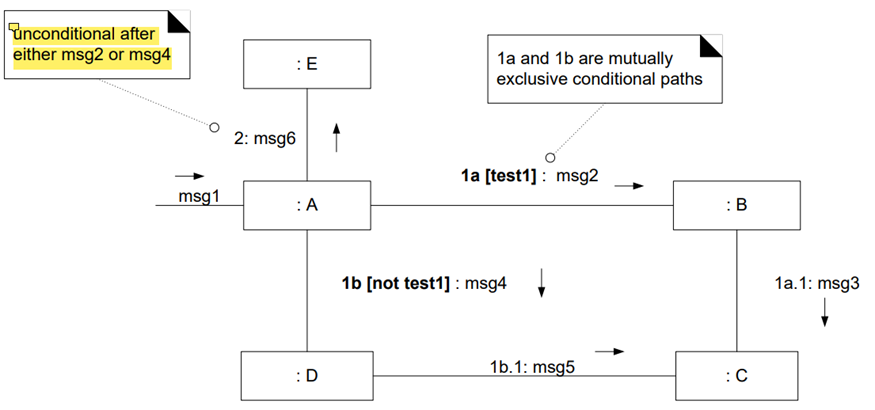 unconditional after
either msg2 or msg4
: E
1a and 1b are mutually
exclusive conditional paths
2: msg6
1a [test1] : msg2
msg1
: A
: B
1b [not test1] : msg4
1a.1: msg3
1b.1: msg5
: D
: C